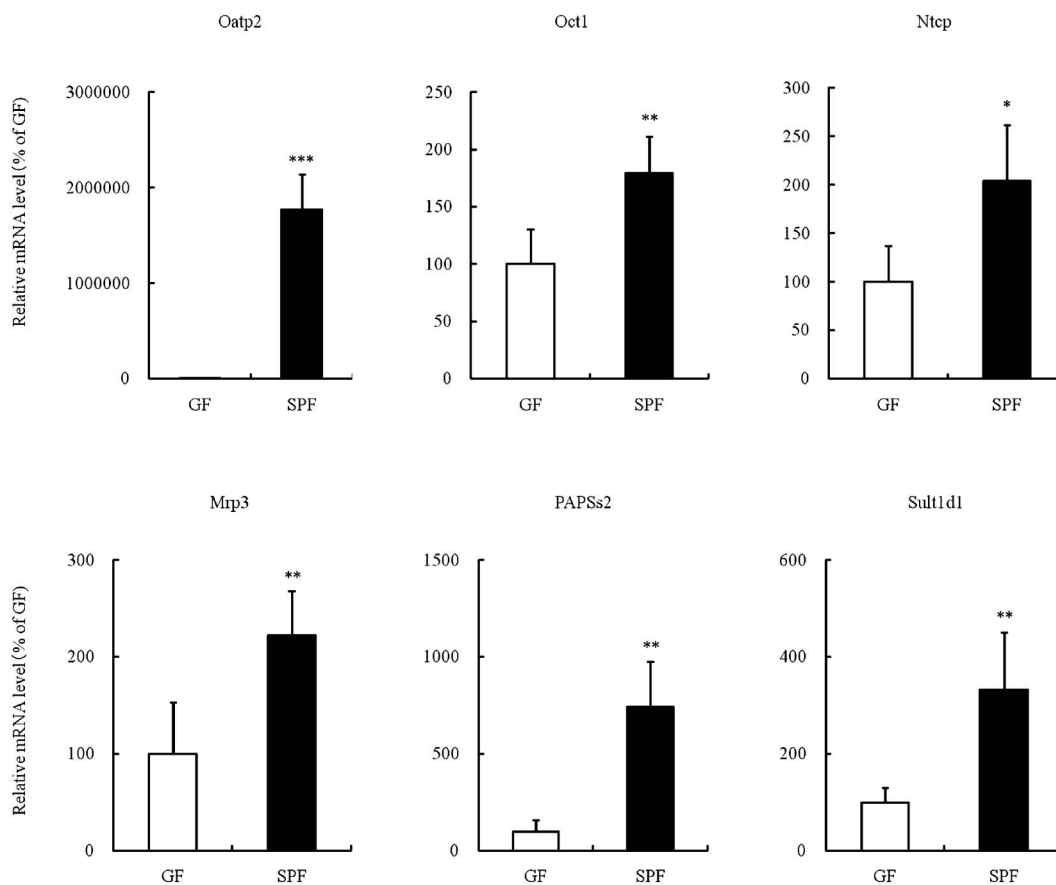 Oatp2
Oct1
Ntcp
Relative mRNA level (% of GF)
3000000
2000000
1000000
0
***
GF SPF
250
200
150
100
50
0
**
GF SPF
300
250
200
150
100
50
0
*
GF SPF
Mrp3
PAPSs2
Sult1d1
Relative mRNA level (% of GF)
300
200
100
0
**
GF SPF
1500
1000
500
0
**
GF SPF
600
400
200
0
**
GF SPF